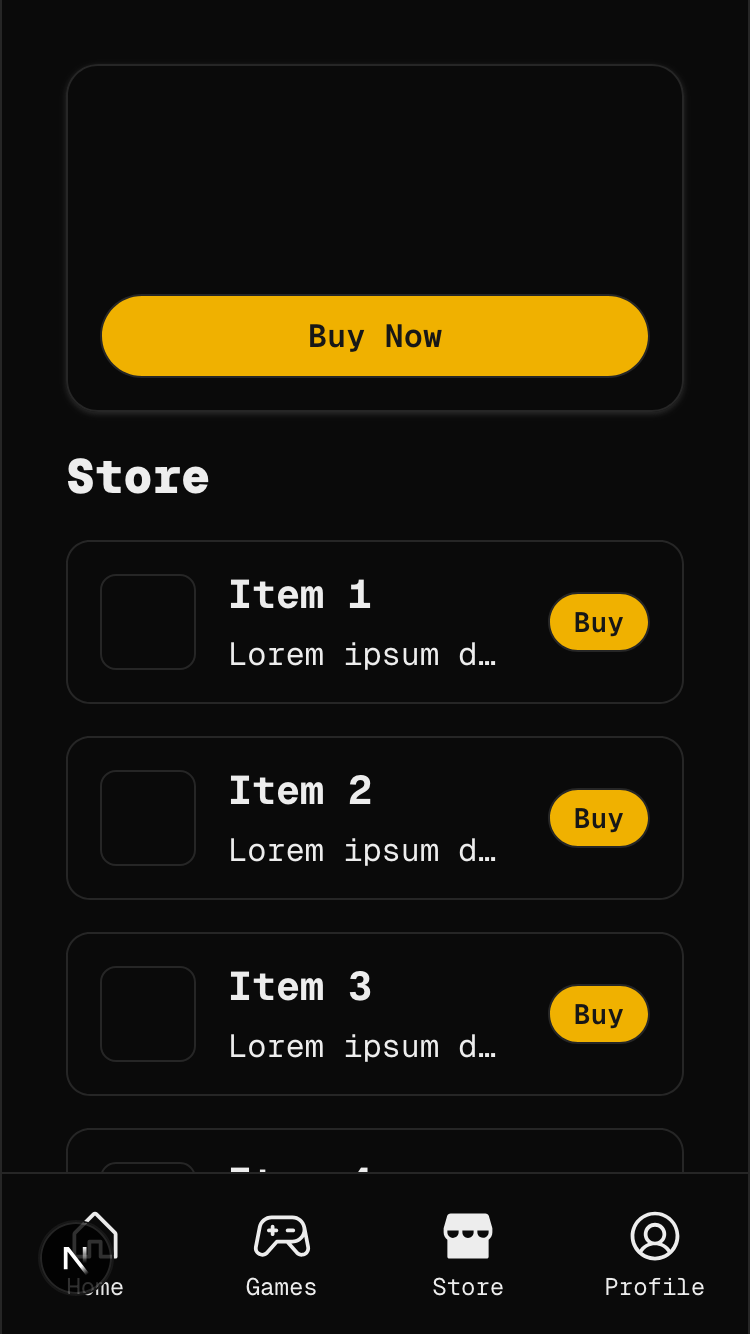 Buy Now
Store
Item 1
Lorem ipsum d…
Buy
Item 2
Lorem ipsum d…
Buy
Item 3
Lorem ipsum d…
Buy
N
Home
Games
Store
Profile